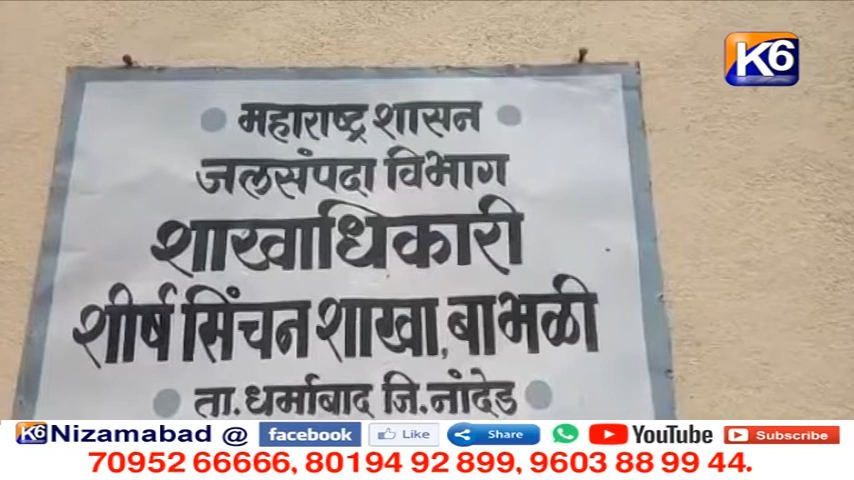 K6
महाराष्ट्र शासन
जलसंपदा विभाग
शाखाधिकारी
शीर्ष सिंचन शाखा, बाभळी
ता. धर्माबाद जि. नांदेड
K6 Nizamabad @ facebook Like Share YouTube Subscribe
70952 66666, 80194 92 899, 9603 88 99 44.